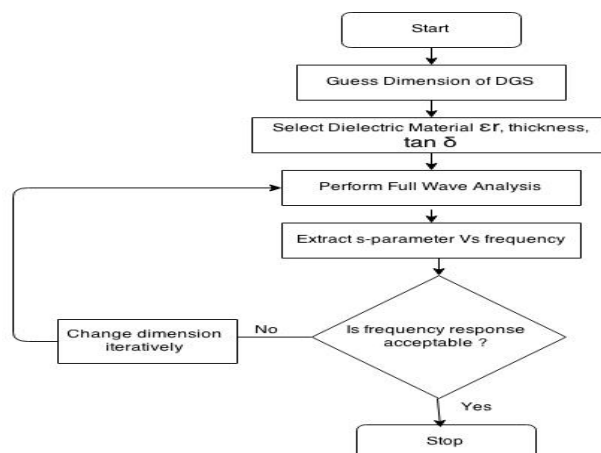 Start
Guess Dimension of DGS
Select Dielectric Material εr, thickness,
tan δ
Perform Full Wave Analysis
Extract s-parameter Vs frequency
Is frequency response
acceptable ?
No
Change dimension
iteratively
Yes
Stop